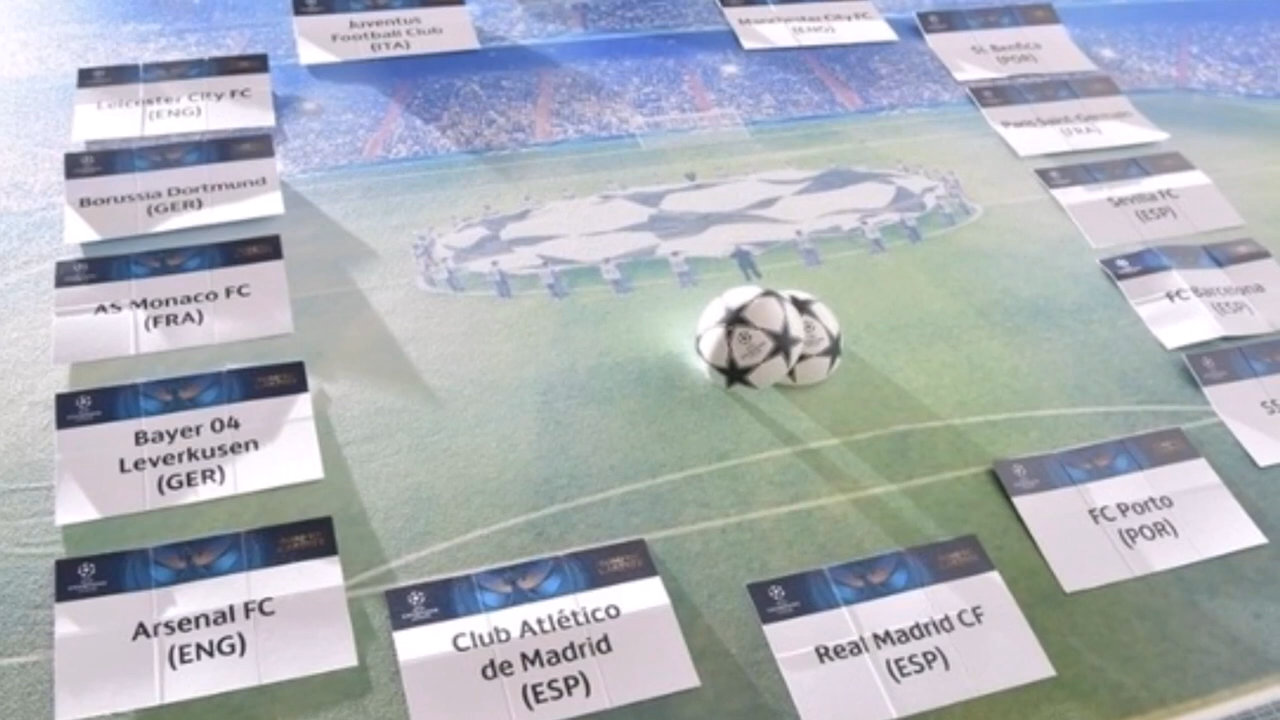 Juventus
Football Club
(ITA)
Manchester City FC
(ENG)
SL Benfica
(POR)
Leicester City FC
(ENG)
Paris Saint-Germain
(FRA)
Borussia Dortmund
(GER)
Sevilla FC
(ESP)
AS Monaco FC
(FRA)
FC Barcelona
(ESP)
Bayer 04
Leverkusen
(GER)
SS
FC Porto
(POR)
Arsenal FC
(ENG)
Club Atlético
de Madrid
(ESP)
Real Madrid CF
(ESP)